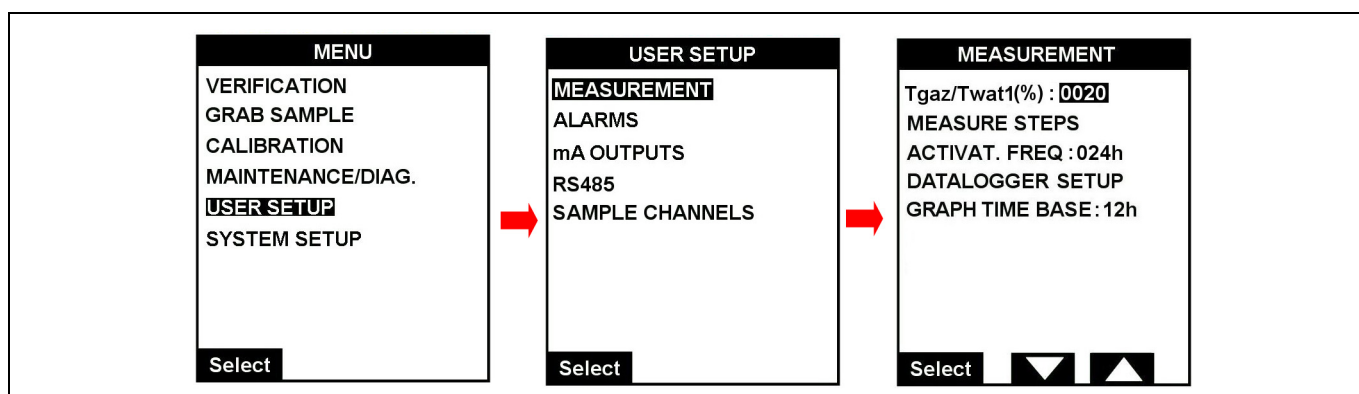 MENU
VERIFICATION
GRAB SAMPLE
CALIBRATION
MAINTENANCE/DIAG.
USER SETUP
SYSTEM SETUP
Select
USER SETUP
MEASUREMENT
ALARMS
mA OUTPUTS
RS485
SAMPLE CHANNELS
Select
MEASUREMENT
Tgaz/Twat1(%) : 0020
MEASURE STEPS
ACTIVAT. FREQ : 024h
DATALOGGER SETUP
GRAPH TIME BASE : 12h
Select